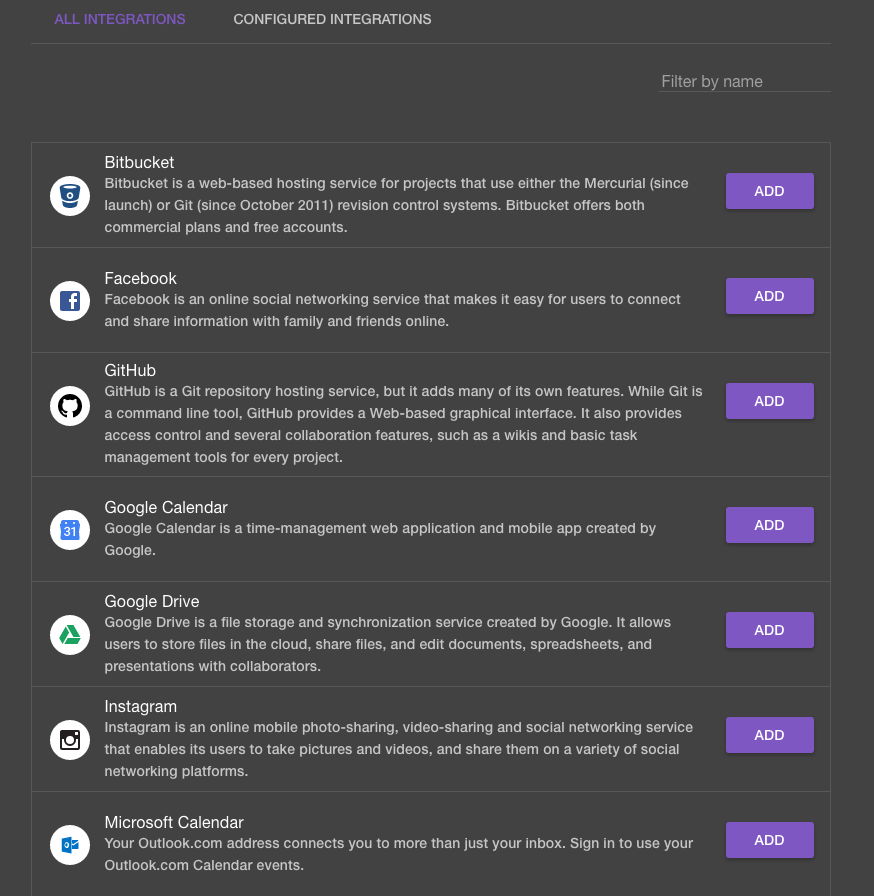 ALL INTEGRATIONS CONFIGURED INTEGRATIONS
Filter by name
Bitbucket
Bitbucket is a web-based hosting service for projects that use either the Mercurial (since
launch) or Git (since October 2011) revision control systems. Bitbucket offers both
commercial plans and free accounts.
ADD
Facebook
Facebook is an online social networking service that makes it easy for users to connect
and share information with family and friends online.
ADD
GitHub
GitHub is a Git repository hosting service, but it adds many of its own features. While Git is
a command line tool, GitHub provides a Web-based graphical interface. It also provides
access control and several collaboration features, such as a wikis and basic task
management tools for every project.
ADD
31
Google Calendar
Google Calendar is a time-management web application and mobile app created by
Google.
ADD
Google Drive
Google Drive is a file storage and synchronization service created by Google. It allows
users to store files in the cloud, share files, and edit documents, spreadsheets, and
presentations with collaborators.
ADD
Instagram
Instagram is an online mobile photo-sharing, video-sharing and social networking service
that enables its users to take pictures and videos, and share them on a variety of social
networking platforms.
ADD
Microsoft Calendar
Your Outlook.com address connects you to more than just your inbox. Sign in to use your
Outlook.com Calendar events.
ADD